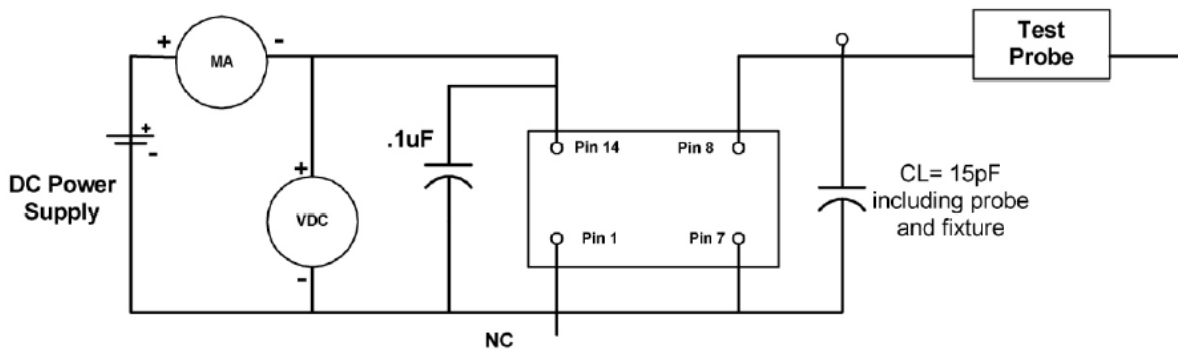 +
MA
-
Test
Probe
+
-
DC Power
Supply
+
VDC
-
.1uF
Pin 14
Pin 8
Pin 1
Pin 7
CL= 15pF
including probe
and fixture
NC